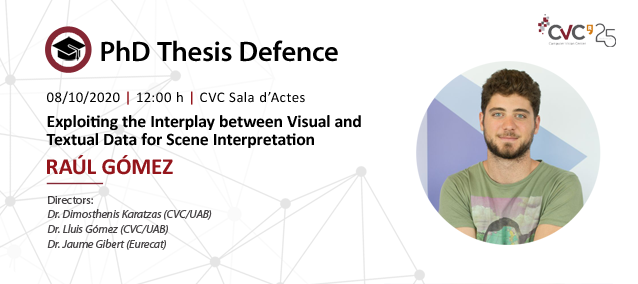 PhD Thesis Defence
CVC 25
08/10/2020 | 12:00 h | CVC Sala d'Actes
Exploiting the Interplay between Visual and
Textual Data for Scene Interpretation
RAÚL GÓMEZ
Directors:
Dr. Dimosthenis Karatzas (CVC/UAB)
Dr. Lluis Gómez (CVC/UAB)
Dr. Jaume Gibert (Eurecat)